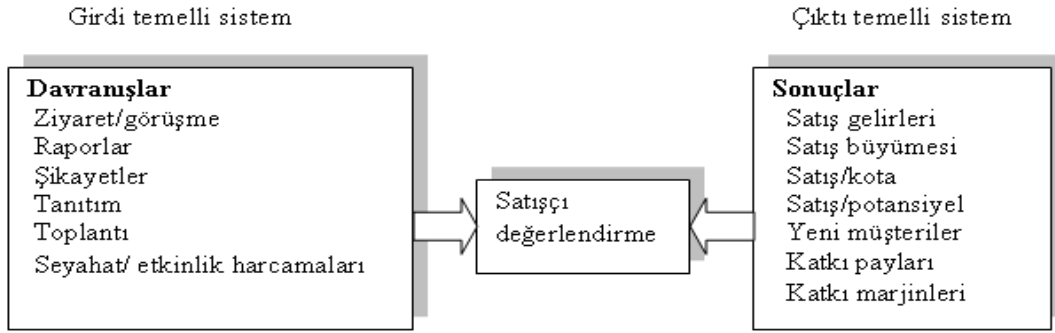 Girdi temelli sistem
Çıktı temelli sistem
Davranışlar
Ziyaret/görüşme
Raporlar
Şikayetler
Tanıtım
Toplantı
Seyahat/ etkinlik harcamaları
Satışçı
değerlendirme
Sonuçlar
Satış gelirleri
Satış büyümesi
Satış/kota
Satış/potansiyel
Yeni müşteriler
Katkı payları
Katkı marjinleri